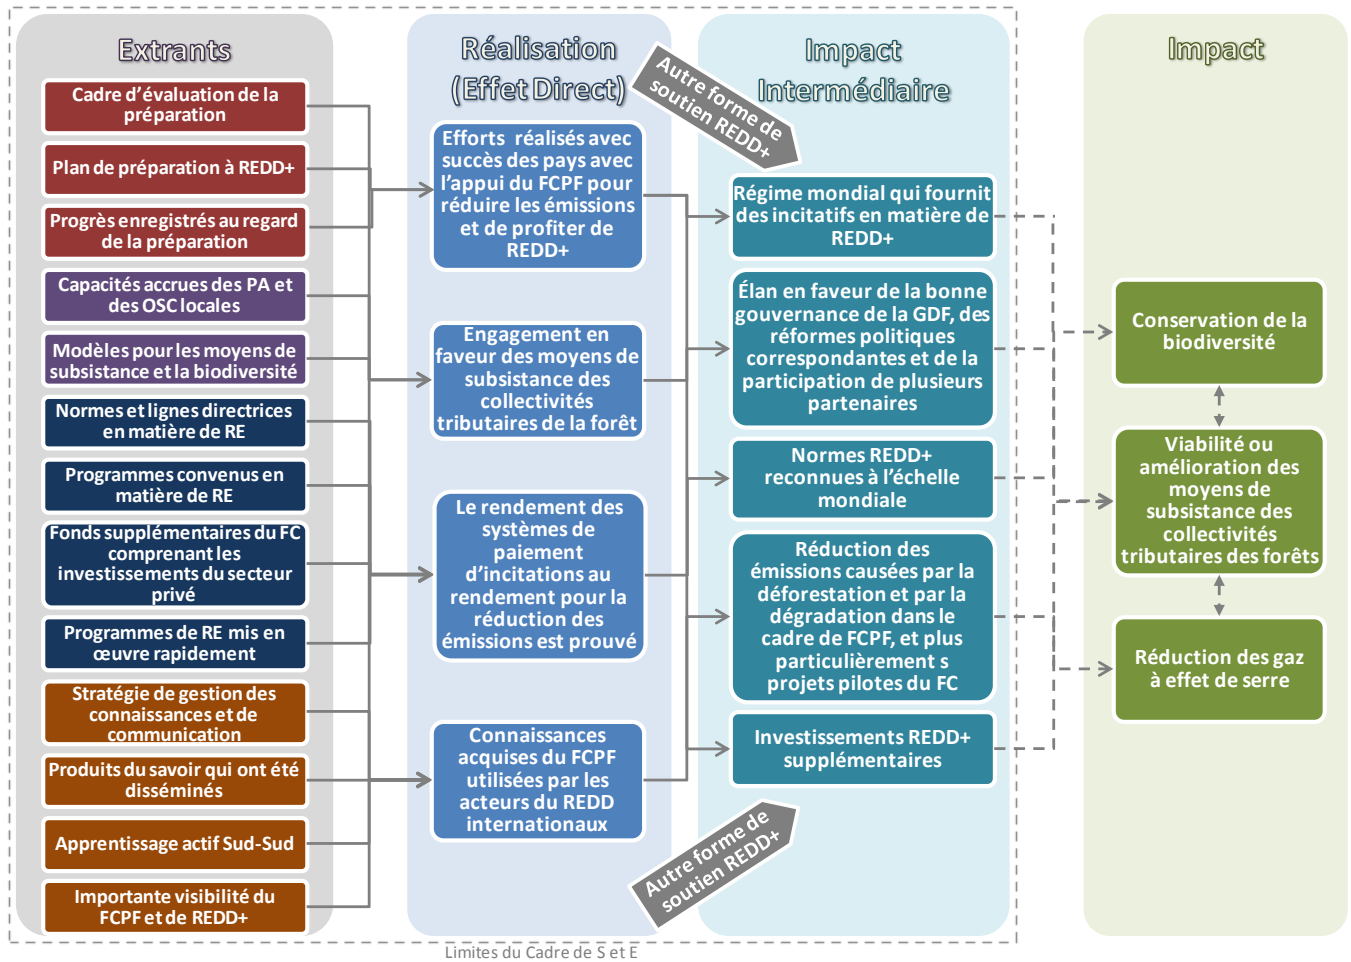 Extrants
Cadre d'évaluation de la
préparation
Plan de préparation à REDD+
Progrès enregistrés au regard
de la préparation
Capacités accrues des PA et
des OSC locales
Modèles pour les moyens de
subsistance et la biodiversité
Normes et lignes directrices
en matière de RE
Programmes convenus en
matière de RE
Fonds supplémentaires du FC
comprenant les
investissements du secteur
privé
Programmes de RE mis en
œuvre rapidement
Stratégie de gestion des
connaissances et de
communication
Produits du savoir qui ont été
disséminés
Apprentissage actif Sud-Sud
Importante visibilité du
FCPF et de REDD+
Réalisation
(Effet Direct)
Efforts réalisés avec
succès des pays avec
l'appui du FCPF pour
réduire les émissions
et de profiter de
REDD+
Engagement en
faveur des moyens de
subsistance des
collectivités
tributaires de la forêt
Le rendement des
systèmes de
paiement
d'incitations au
rendement pour la
réduction des
émissions est prouvé
Connaissances
acquises du FCPF
utilisées par les
acteurs du REDD
internationaux
Autre forme de
soutien REDD+
Impact
Intermédiaire
Régime mondial qui fournit
des incitatifs en matière de
REDD+
Élan en faveur de la bonne
gouvernance de la GDF, des
réformes politiques
correspondantes et de la
participation de plusieurs
partenaires
Normes REDD+
reconnues à l'échelle
mondiale
Réduction des
émissions causées par la
déforestation et par la
dégradation dans le
cadre de FCPF, et plus
particulièrement s
projets pilotes du FC
Investissements REDD+
supplémentaires
Autre forme de
soutien REDD+
Impact
Conservation de la
biodiversité
Viabilité ou
amélioration des
moyens de
subsistance des
collectivités
tributaires des forêts
Réduction des gaz
à effet de serre
Limites du Cadre de S et E